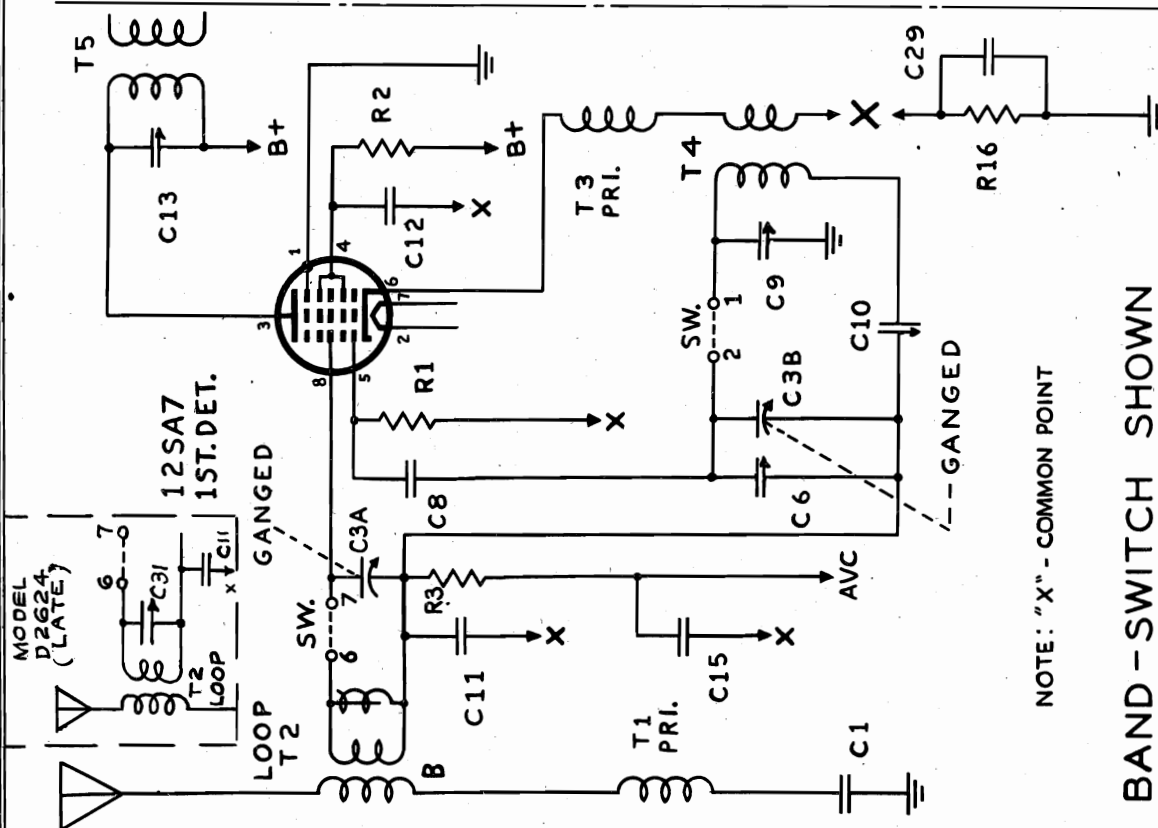 T5
C13
B+
R2
B+
C12
X
1
3
4
6
7
2
8
5
12SA7
1ST. DET.
MODEL
D2624
(LATE)
6
7
C31
C11
X
T2
LOOP
GANGED
C3A
SW.
6
7
R3
LOOP
T2
B
C11
X
C15
X
AVC
T1
PRI.
C1
R1
X
C8
C6
C3B
SW.
2
1
C9
C10
T3
PRI.
T4
X
C29
R16
GANGED
NOTE: "X" - COMMON POINT
BAND-SWITCH SHOWN